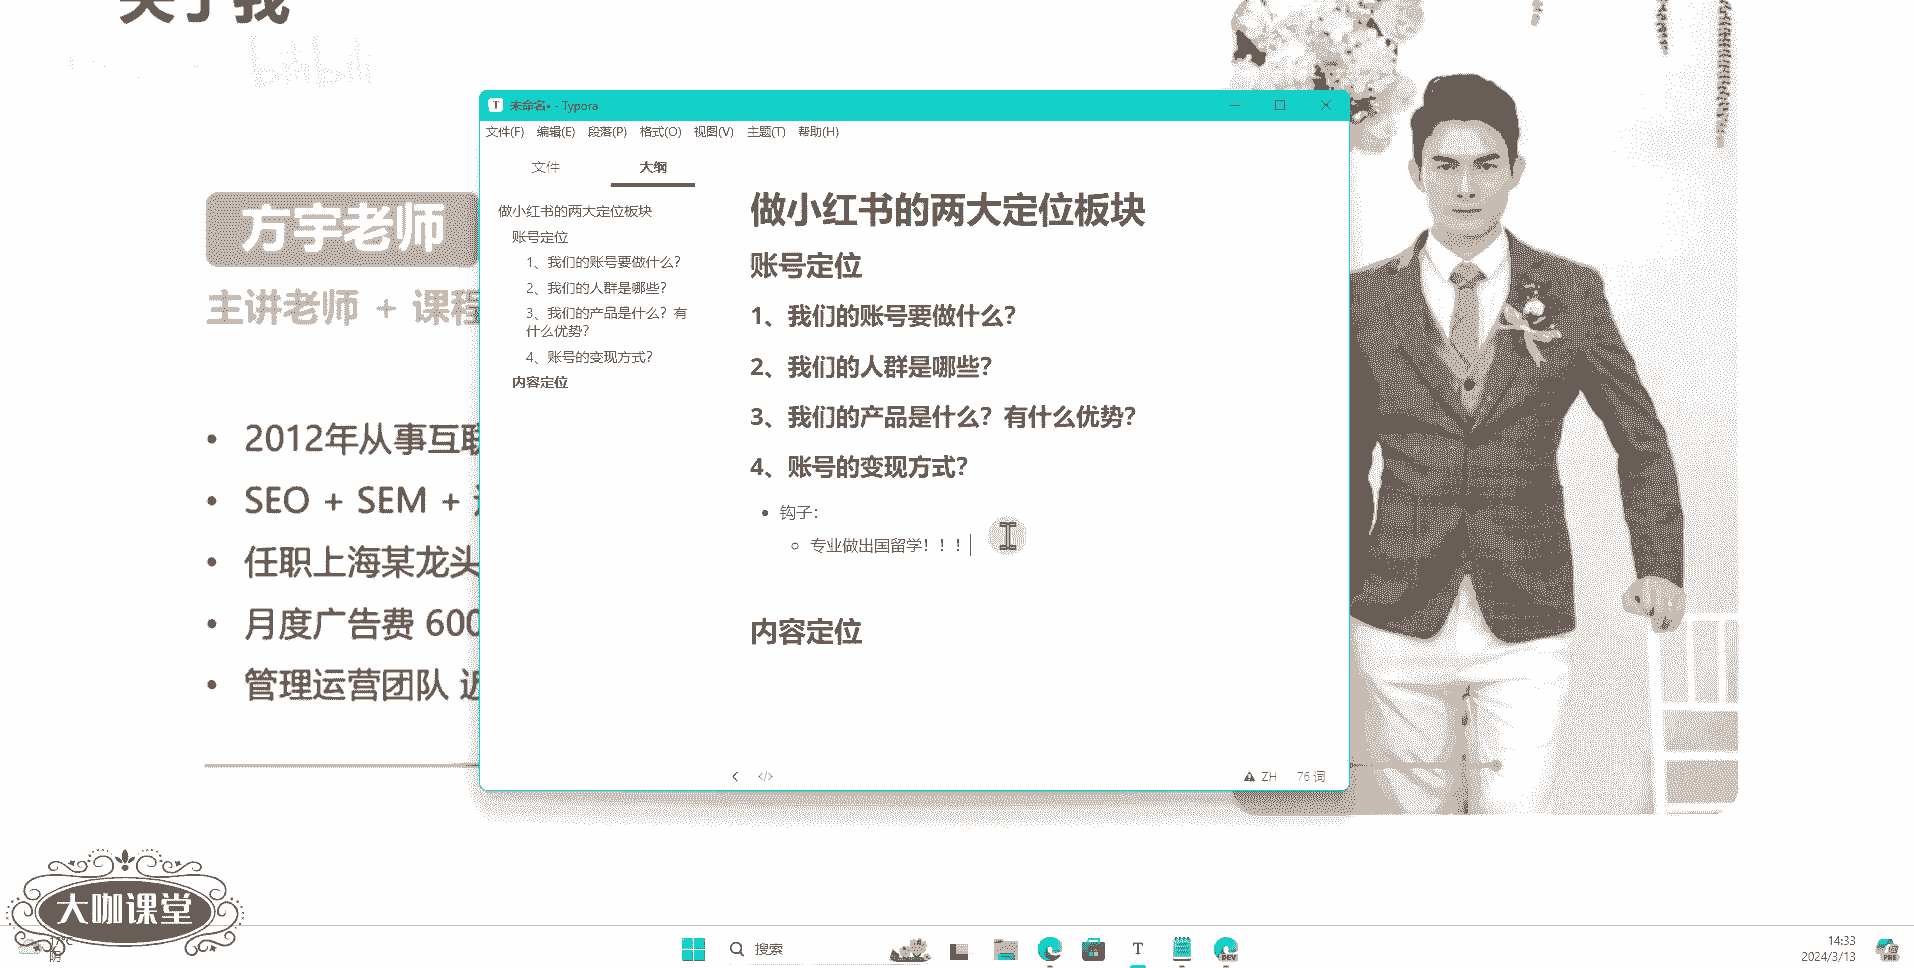 关于我
bilibili
方宇老师
主讲老师 + 课程
2012年从事互联
SEO + SEM +
任职上海某龙头
月度广告费 600
管理运营团队 近
未命名• - Typora
文件(F) 编辑(E) 段落(P) 格式(O) 视图(V) 主题(T) 帮助(H)
文件 大纲
做小红书的两大定位板块
账号定位
1、我们的账号要做什么?
2、我们的人群是哪些?
3、我们的产品是什么? 有
什么优势?
4、账号的变现方式?
内容定位
做小红书的两大定位板块
账号定位
1、我们的账号要做什么?
2、我们的人群是哪些?
3、我们的产品是什么? 有什么优势?
4、账号的变现方式?
钩子:
专业做出国留学! ! !
内容定位
</> ZH 76 词
大咖课堂
17°C
阴
搜索
T
DEV
14:33
2024/3/13
PRE